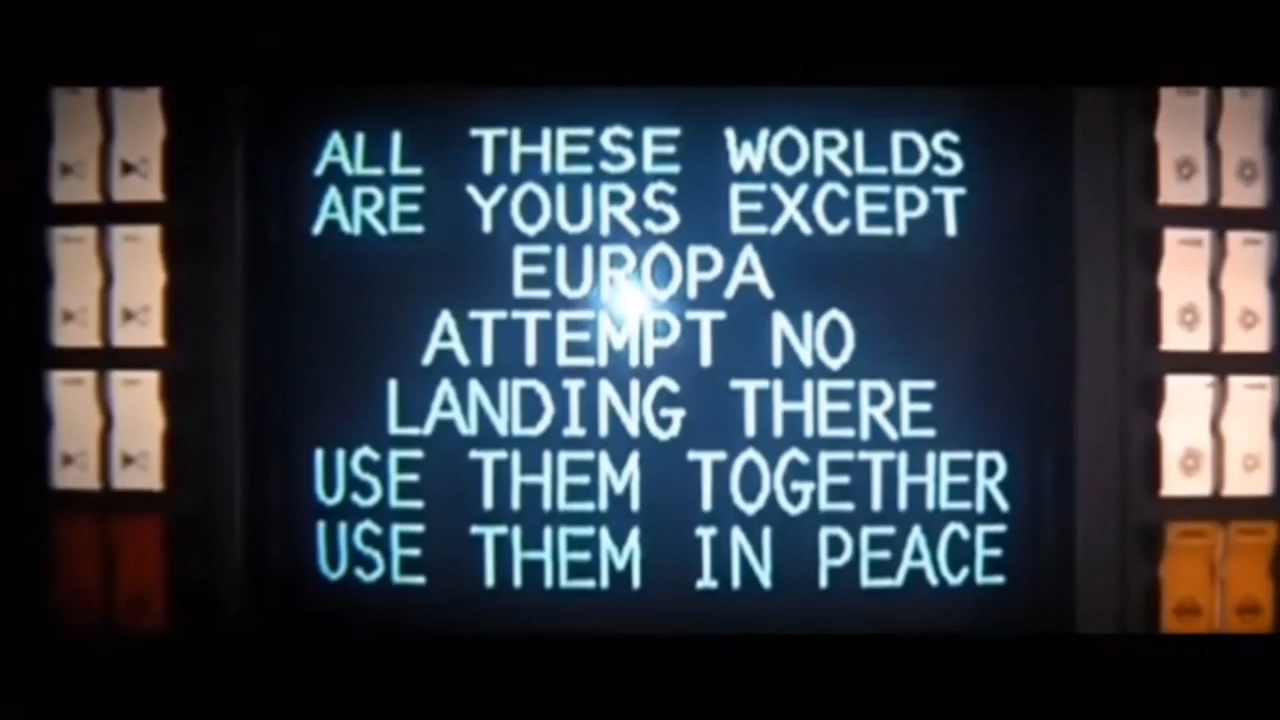 ALL THESE WORLDS
ARE YOURS EXCEPT
EUROPA
ATTEMPT NO
LANDING THERE
USE THEM TOGETHER
USE THEM IN PEACE